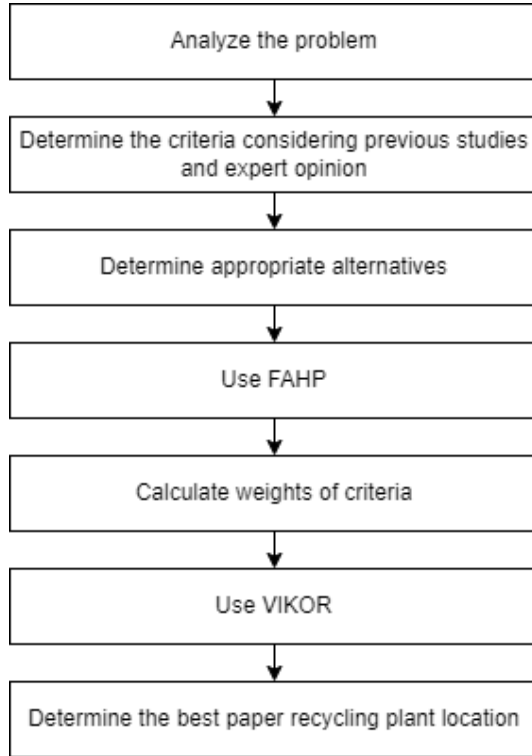 Analyze the problem
Determine the criteria considering previous studies
and expert opinion
Determine appropriate alternatives
Use FAHP
Calculate weights of criteria
Use VIKOR
Determine the best paper recycling plant location